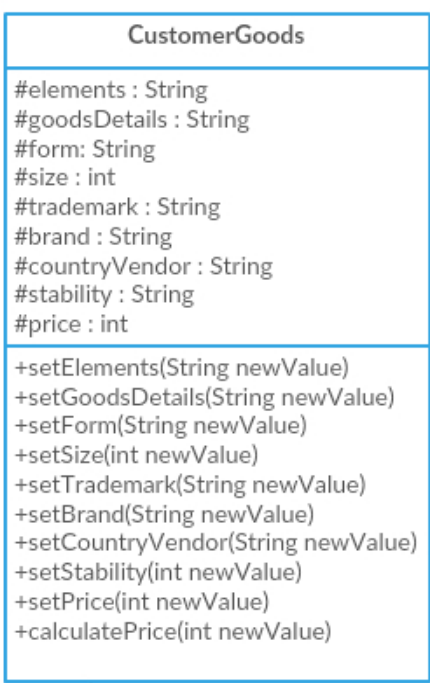 CustomerGoods
#elements : String
#goodsDetails : String
#form: String
#size : int
#trademark : String
#brand : String
#countryVendor : String
#stability : String
#price : int
+setElements(String newValue)
+setGoodsDetails(String newValue)
+setForm(String newValue)
+setSize(int newValue)
+setTrademark(String newValue)
+setBrand(String newValue)
+setCountryVendor(String newValue)
+setStability(int newValue)
+setPrice(int newValue)
+calculatePrice(int newValue)